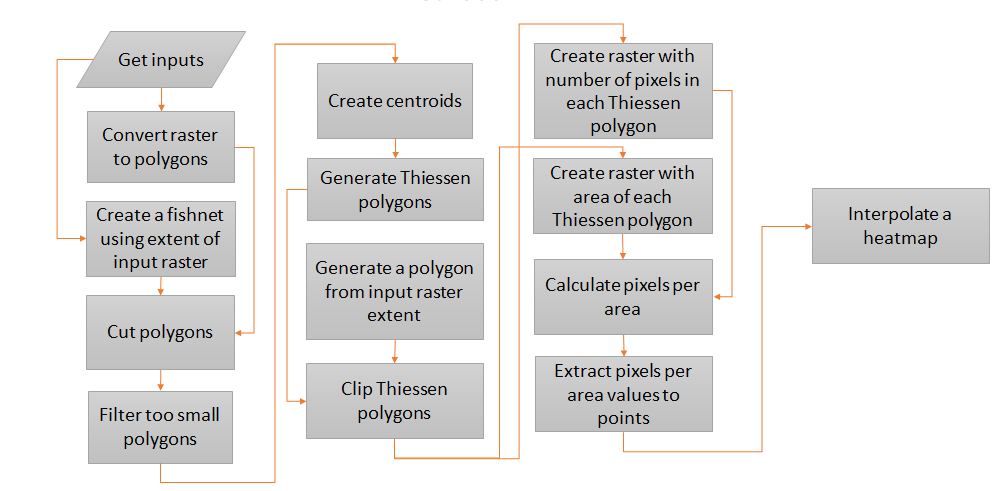 Get inputs
Convert raster
to polygons
Create a fishnet
using extent of
input raster
Cut polygons
Filter too small
polygons
Create centroids
Generate Thiessen
polygons
Generate a polygon
from input raster
extent
Clip Thiessen
polygons
Create raster with
number of pixels in
each Thiessen
polygon
Create raster with
area of each
Thiessen polygon
Calculate pixels per
area
Extract pixels per
area values to
points
Interpolate a
heatmap